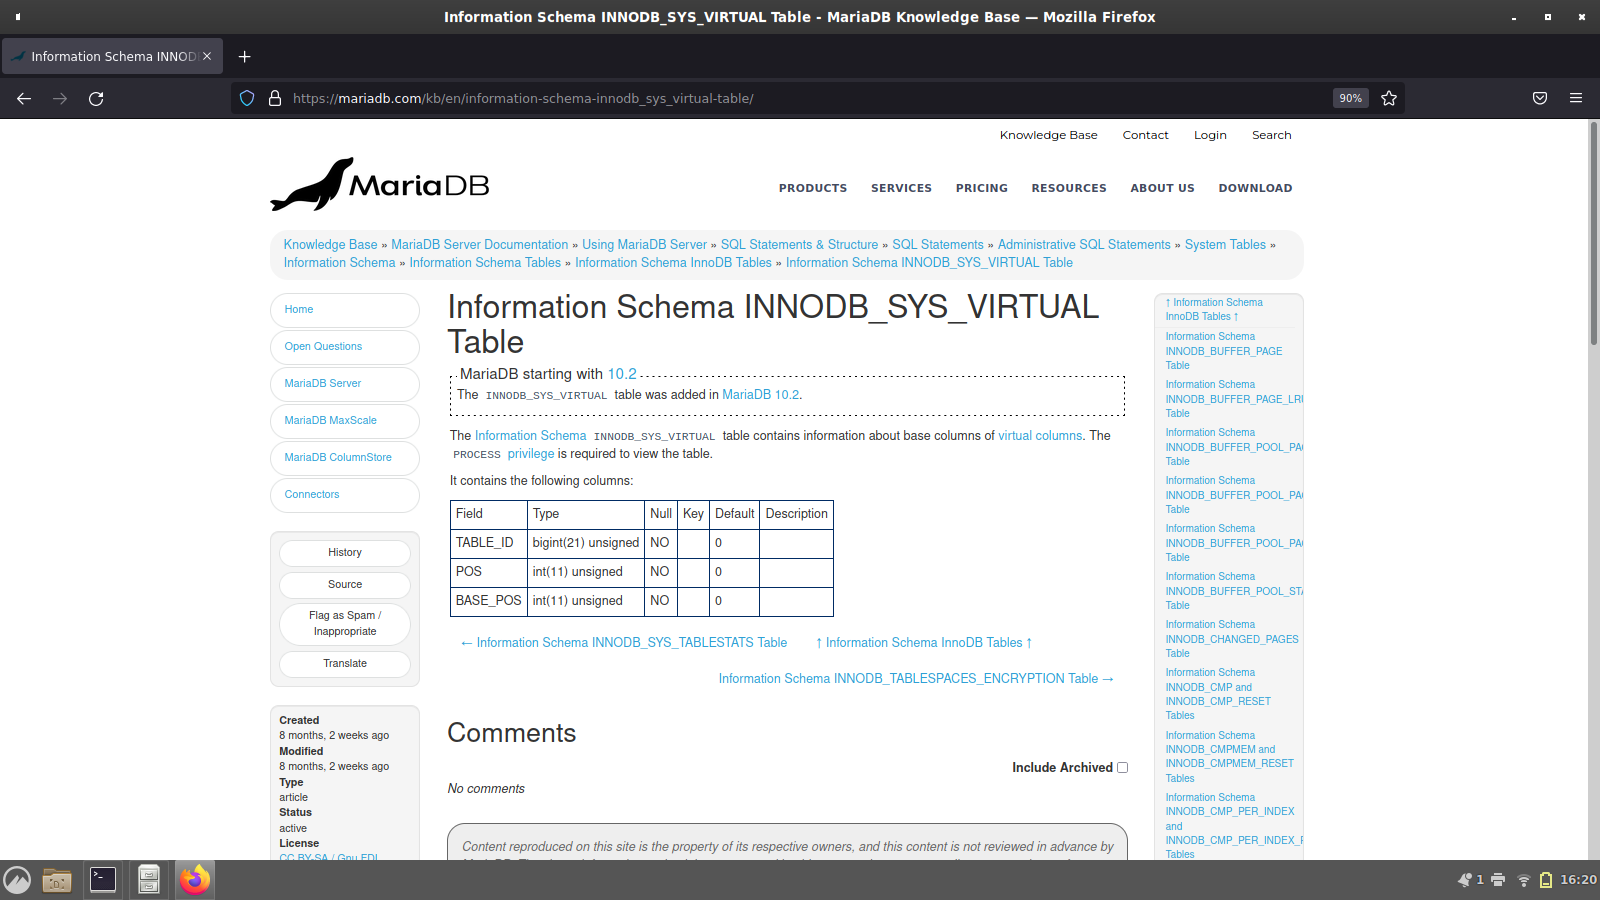 Information Schema INNODB_SYS_VIRTUAL Table - MariaDB Knowledge Base — Mozilla Firefox
Information Schema INNOD
https://mariadb.com/kb/en/information-schema-innodb_sys_virtual-table/
90%
Knowledge Base Contact Login Search
MariaDB
PRODUCTS SERVICES PRICING RESOURCES ABOUT US DOWNLOAD
Knowledge Base » MariaDB Server Documentation » Using MariaDB Server » SQL Statements & Structure » SQL Statements » Administrative SQL Statements » System Tables »
Information Schema » Information Schema Tables » Information Schema InnoDB Tables » Information Schema INNODB_SYS_VIRTUAL Table
Home
Open Questions
MariaDB Server
MariaDB MaxScale
MariaDB ColumnStore
Connectors
History
Source
Flag as Spam /
Inappropriate
Translate
Created
8 months, 2 weeks ago
Modified
8 months, 2 weeks ago
Type
article
Status
active
License
CC BY-SA / Gnu FDL
Information Schema INNODB_SYS_VIRTUAL
Table
MariaDB starting with 10.2
The INNODB_SYS_VIRTUAL table was added in MariaDB 10.2.
The Information Schema INNODB_SYS_VIRTUAL table contains information about base columns of virtual columns. The
PROCESS privilege is required to view the table.
It contains the following columns:
Field Type Null Key Default Description
TABLE_ID bigint(21) unsigned NO 0
POS int(11) unsigned NO 0
BASE_POS int(11) unsigned NO 0
← Information Schema INNODB_SYS_TABLESTATS Table ↑ Information Schema InnoDB Tables ↑
Information Schema INNODB_TABLESPACES_ENCRYPTION Table →
Comments
Include Archived
No comments
Content reproduced on this site is the property of its respective owners, and this content is not reviewed in advance by
↑ Information Schema
InnoDB Tables ↑
Information Schema
INNODB_BUFFER_PAGE
Table
Information Schema
INNODB_BUFFER_PAGE_LRU
Table
Information Schema
INNODB_BUFFER_POOL_PAG
Table
Information Schema
INNODB_BUFFER_POOL_PAG
Table
Information Schema
INNODB_BUFFER_POOL_PAG
Table
Information Schema
INNODB_BUFFER_POOL_STA
Table
Information Schema
INNODB_CHANGED_PAGES
Table
Information Schema
INNODB_CMP and
INNODB_CMP_RESET
Tables
Information Schema
INNODB_CMPMEM and
INNODB_CMPMEM_RESET
Tables
Information Schema
INNODB_CMP_PER_INDEX
and
INNODB_CMP_PER_INDEX_R
Tables
1 16:20